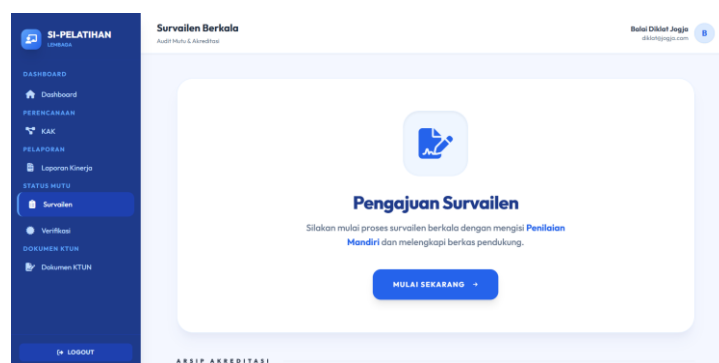 SI-PELATIHAN
LEMBAGA
DASHBOARD
Dashboard
PERENCANAAN
KAK
PELAPORAN
Laporan Kinerja
STATUS MUTU
Survailen
Verifikasi
DOKUMEN KTUN
Dokumen KTUN
LOGOUT
Survailen Berkala
Audit Mutu & Akreditasi
Balai Diklat Jogja
diklat@jogja.com
B
Pengajuan Survailen
Silakan mulai proses survailen berkala dengan mengisi Penilaian
Mandiri dan melengkapi berkas pendukung.
MULAI SEKARANG →
ARSIP AKREDITASI